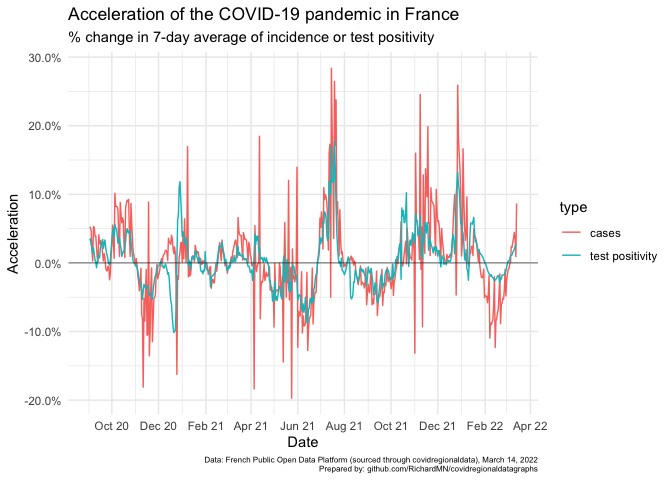 Acceleration of the COVID-19 pandemic in France
% change in 7-day average of incidence or test positivity
30.0%
20.0%
10.0%
0.0%
-10.0%
-20.0%
Acceleration
Oct 20 Dec 20 Feb 21 Apr 21 Jun 21 Aug 21 Oct 21 Dec 21 Feb 22 Apr 22
Date
type
cases
test positivity
Data: French Public Open Data Platform (sourced through covidregionaldata), March 14, 2022
Prepared by: github.com/RichardMN/covidregionaldatagraphs